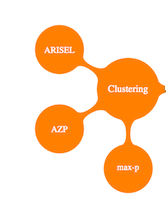 ARISEL
Clustering
AZP
max-p